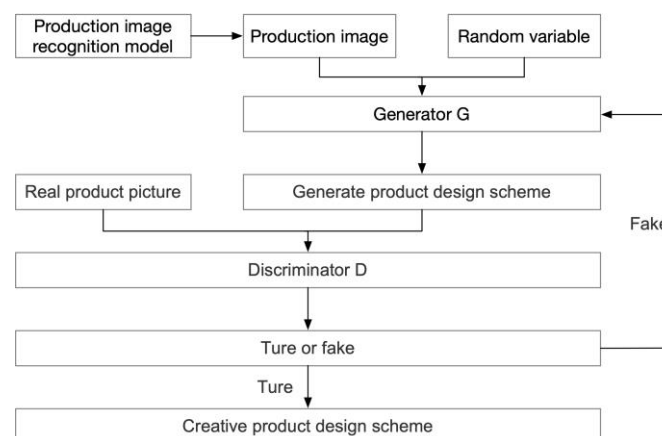 Production image
recognition model
Production image
Random variable
Generator G
Real product picture
Generate product design scheme
Fake
Discriminator D
Ture or fake
Ture
Creative product design scheme